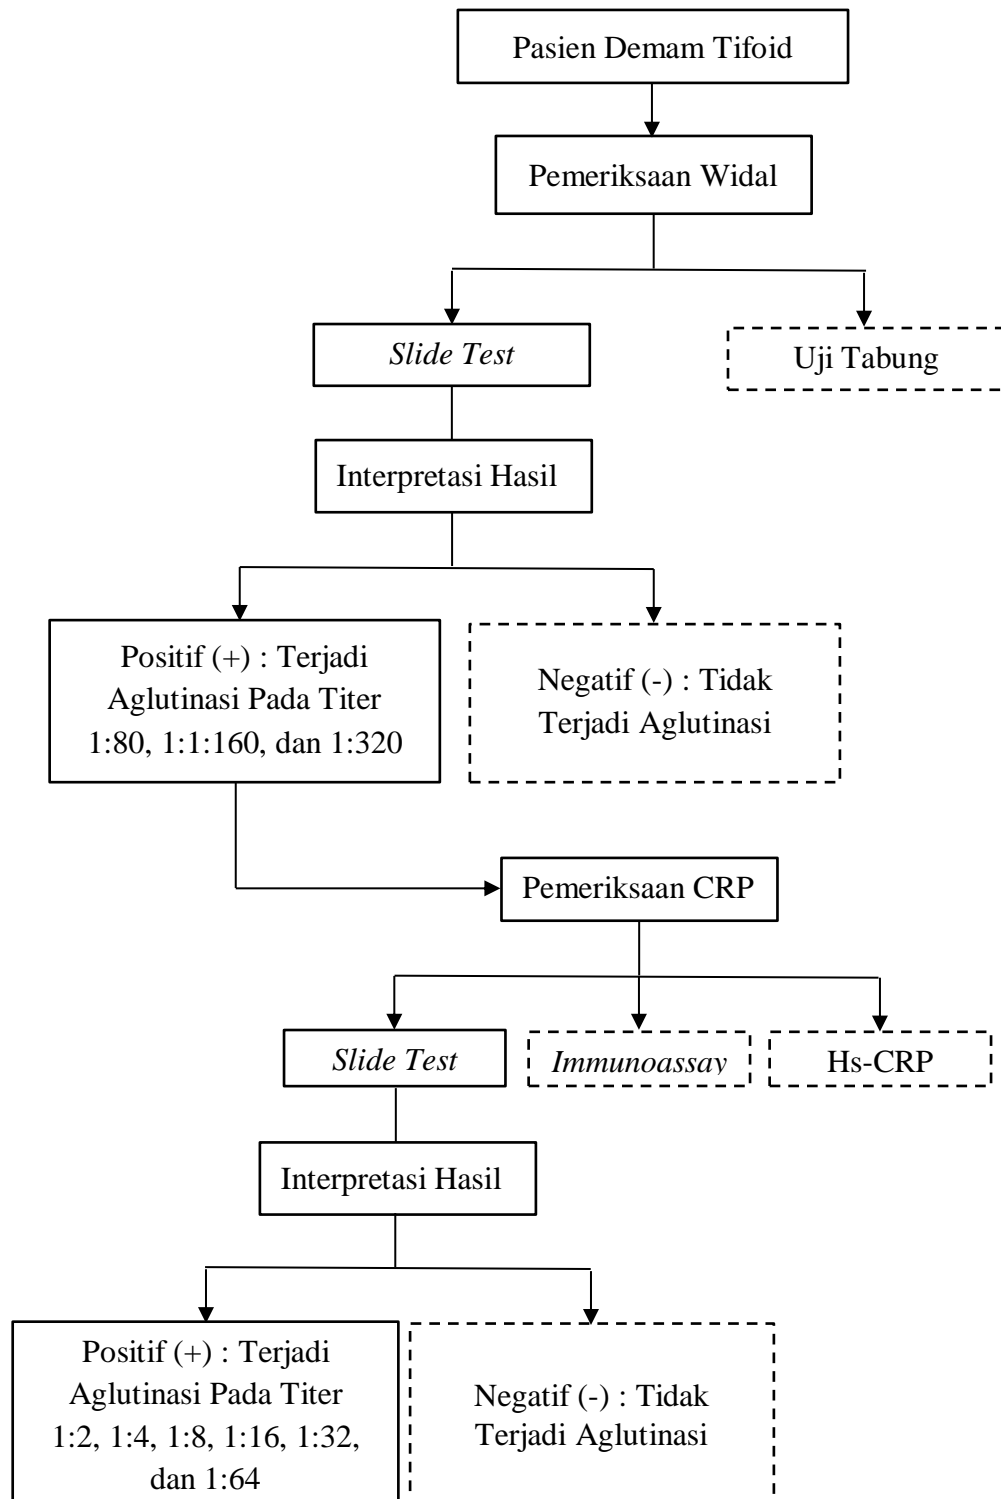 Pasien Demam Tifoid
Pemeriksaan Widal
Slide Test
Uji Tabung
Interpretasi Hasil
Positif (+) : Terjadi
Aglutinasi Pada Titer
1:80, 1:1:160, dan 1:320
Negatif (-) : Tidak
Terjadi Aglutinasi
Pemeriksaan CRP
Slide Test
Immunoassay
Hs-CRP
Interpretasi Hasil
Positif (+) : Terjadi
Aglutinasi Pada Titer
1:2, 1:4, 1:8, 1:16, 1:32,
dan 1:64
Negatif (-) : Tidak
Terjadi Aglutinasi